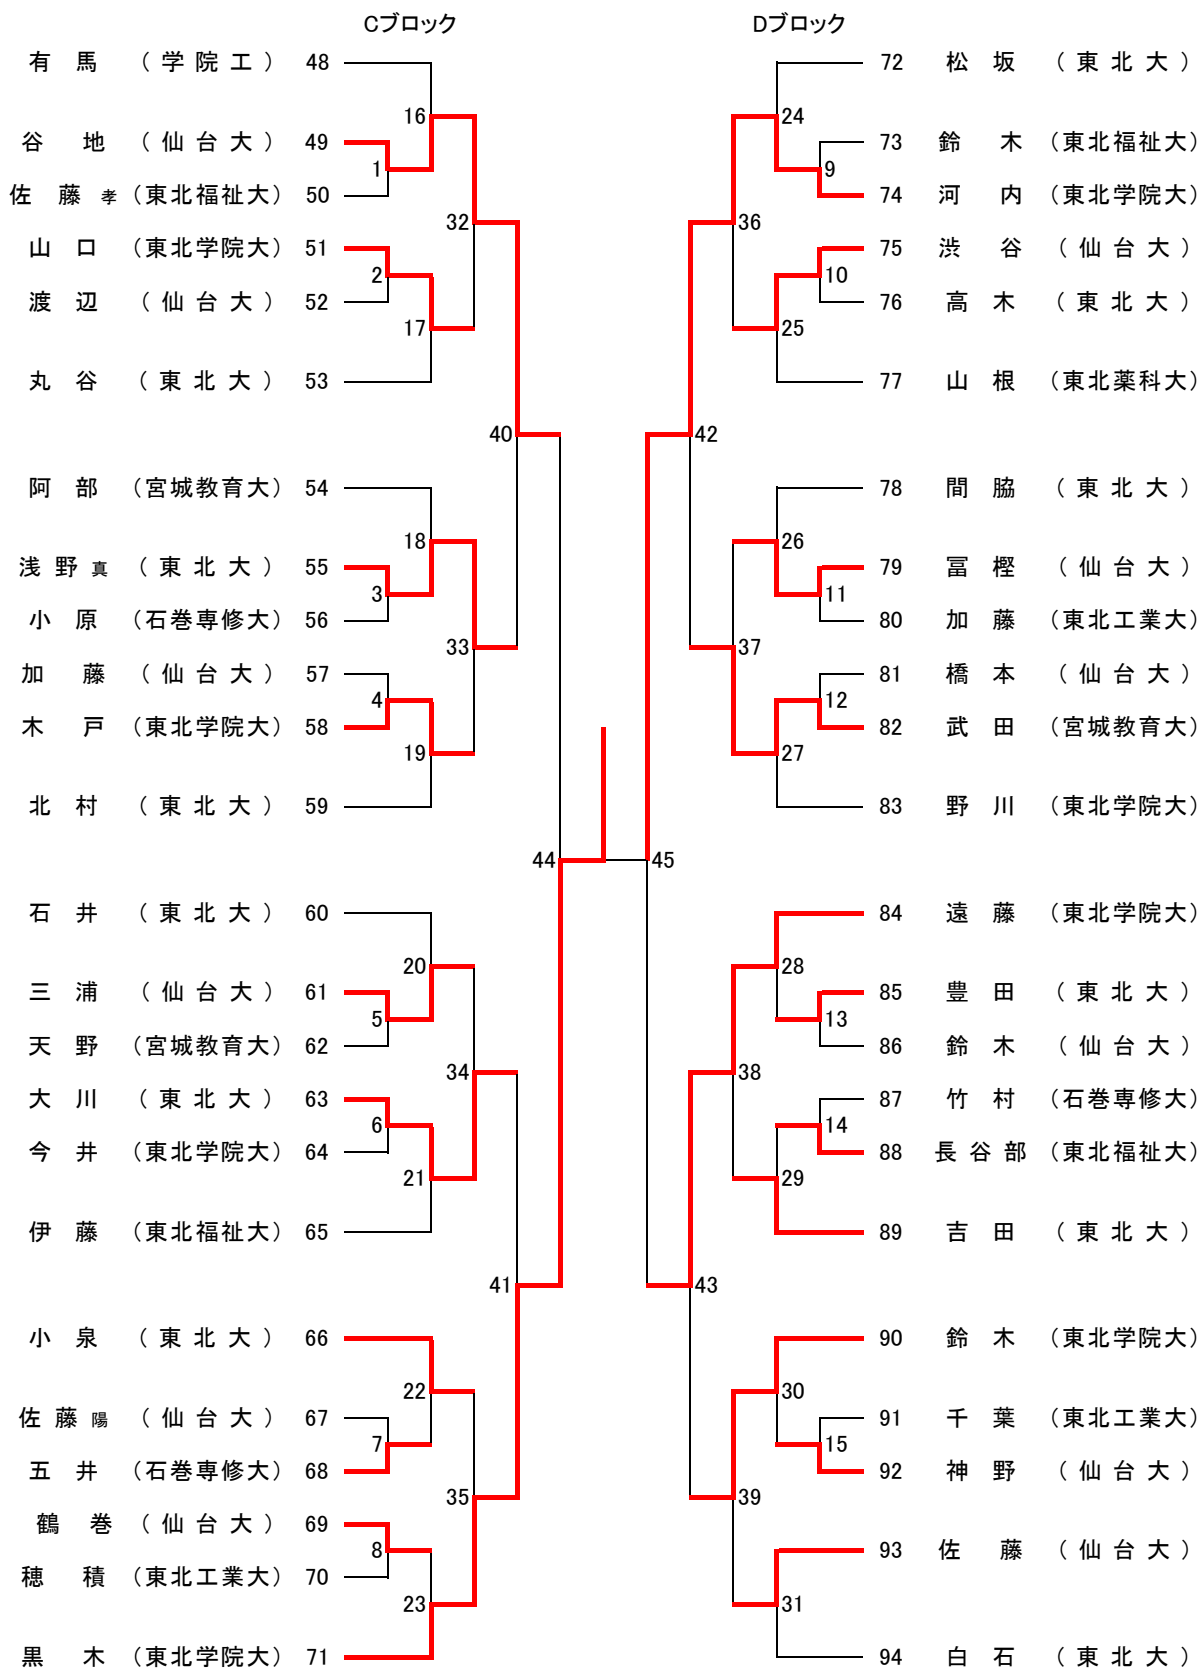 Cブロック
有 馬 （ 学 院 工 ） 48
16
谷 地 （ 仙 台 大 ） 49
1
佐 藤 孝 （東北福祉大） 50
32
山 口 （東北学院大） 51
2
渡 辺 （ 仙 台 大 ） 52
17
丸 谷 （ 東 北 大 ） 53
40
阿 部 （宮城教育大） 54
18
浅 野 真 （ 東 北 大 ） 55
3
小 原 （石巻専修大） 56
33
加 藤 （ 仙 台 大 ） 57
4
木 戸 （東北学院大） 58
19
北 村 （ 東 北 大 ） 59
44
石 井 （ 東 北 大 ） 60
20
三 浦 （ 仙 台 大 ） 61
5
天 野 （宮城教育大） 62
34
大 川 （ 東 北 大 ） 63
6
今 井 （東北学院大） 64
21
伊 藤 （東北福祉大） 65
41
小 泉 （ 東 北 大 ） 66
22
佐 藤 陽 （ 仙 台 大 ） 67
7
五 井 （石巻専修大） 68
35
鶴 巻 （ 仙 台 大 ） 69
8
穂 積 （東北工業大） 70
23
黒 木 （東北学院大） 71
Dブロック
72 松 坂 （ 東 北 大 ）
24
73 鈴 木 （東北福祉大）
9
74 河 内 （東北学院大）
36
75 渋 谷 （ 仙 台 大 ）
10
76 高 木 （ 東 北 大 ）
25
77 山 根 （東北薬科大）
42
78 間 脇 （ 東 北 大 ）
26
79 冨 樫 （ 仙 台 大 ）
11
80 加 藤 （東北工業大）
37
81 橋 本 （ 仙 台 大 ）
12
82 武 田 （宮城教育大）
27
83 野 川 （東北学院大）
45
84 遠 藤 （東北学院大）
28
85 豊 田 （ 東 北 大 ）
13
86 鈴 木 （ 仙 台 大 ）
38
87 竹 村 （石巻専修大）
14
88 長 谷 部 （東北福祉大）
29
89 吉 田 （ 東 北 大 ）
43
90 鈴 木 （東北学院大）
30
91 千 葉 （東北工業大）
15
92 神 野 （ 仙 台 大 ）
39
93 佐 藤 （ 仙 台 大 ）
31
94 白 石 （ 東 北 大 ）